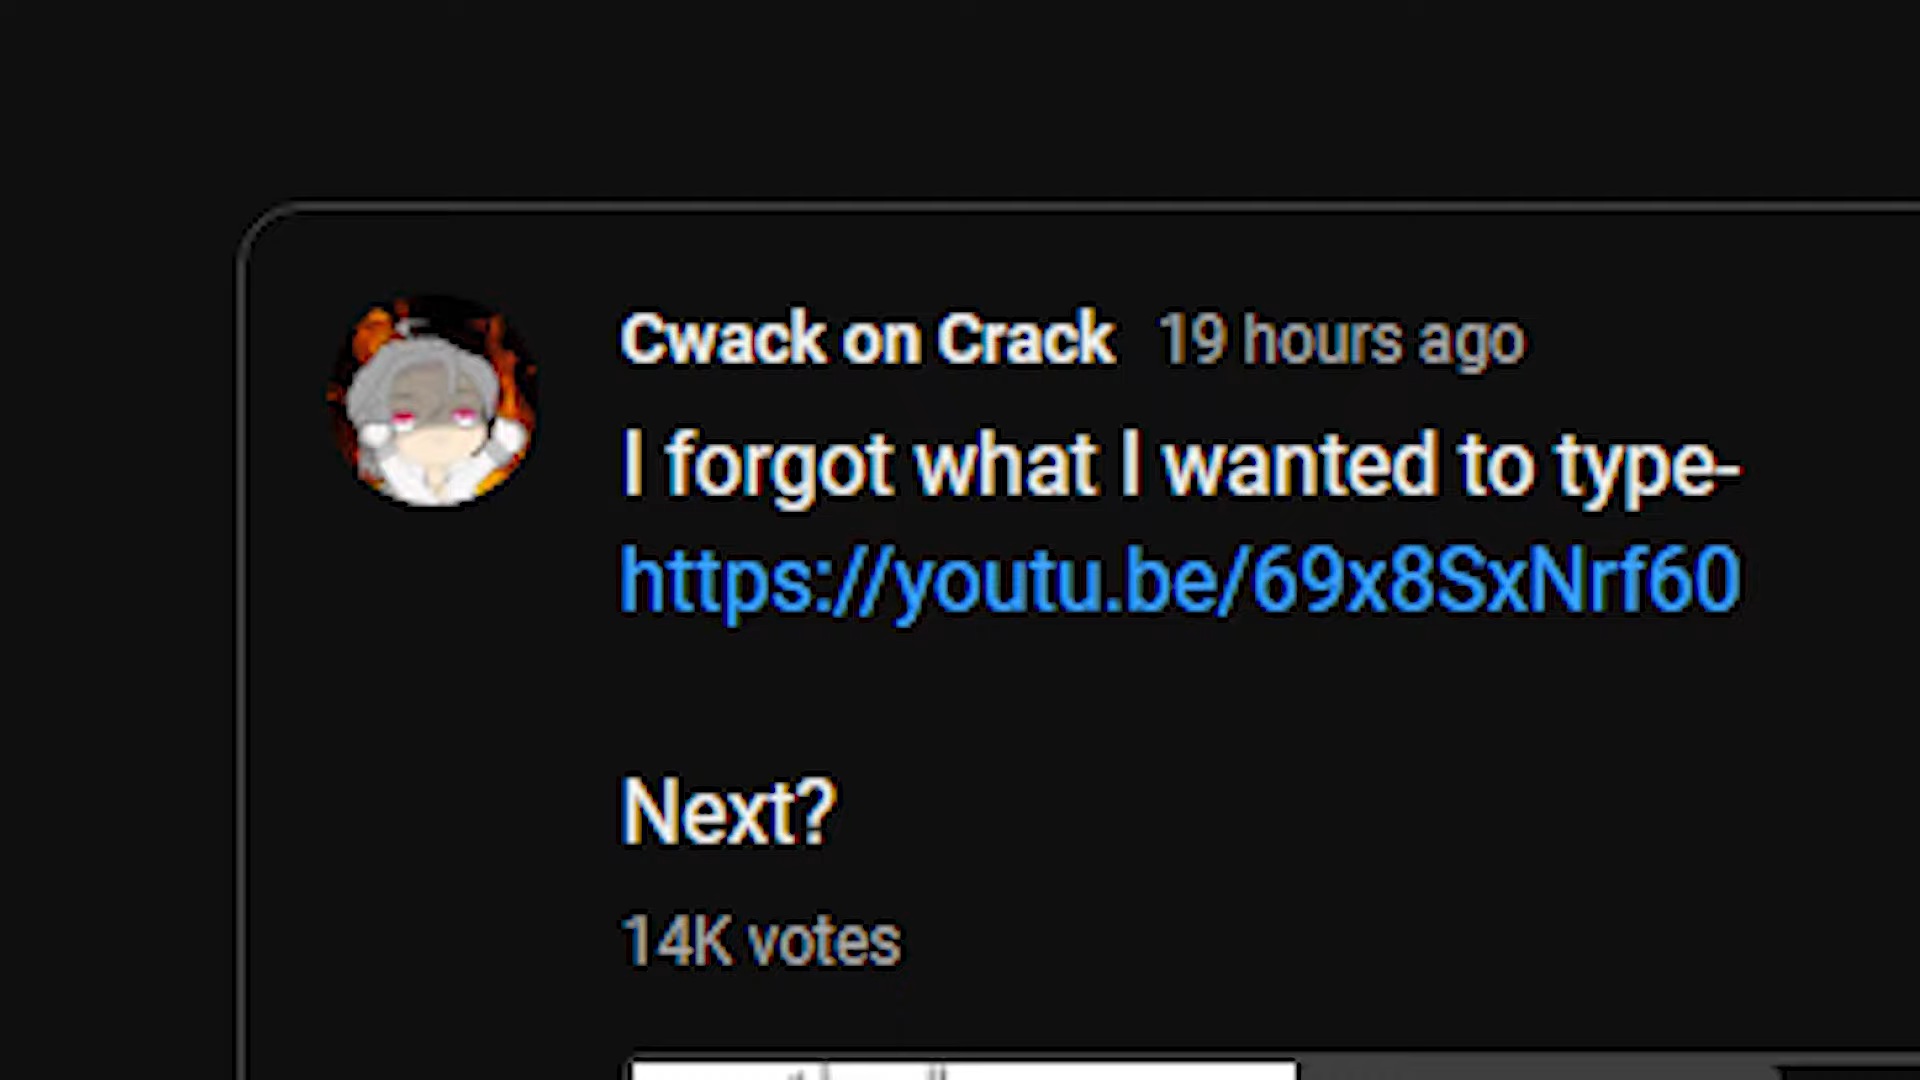 Cwack on Crack 19 hours ago
I forgot what I wanted to type-
https://youtu.be/69x8SxNrf60
Next?
14K votes